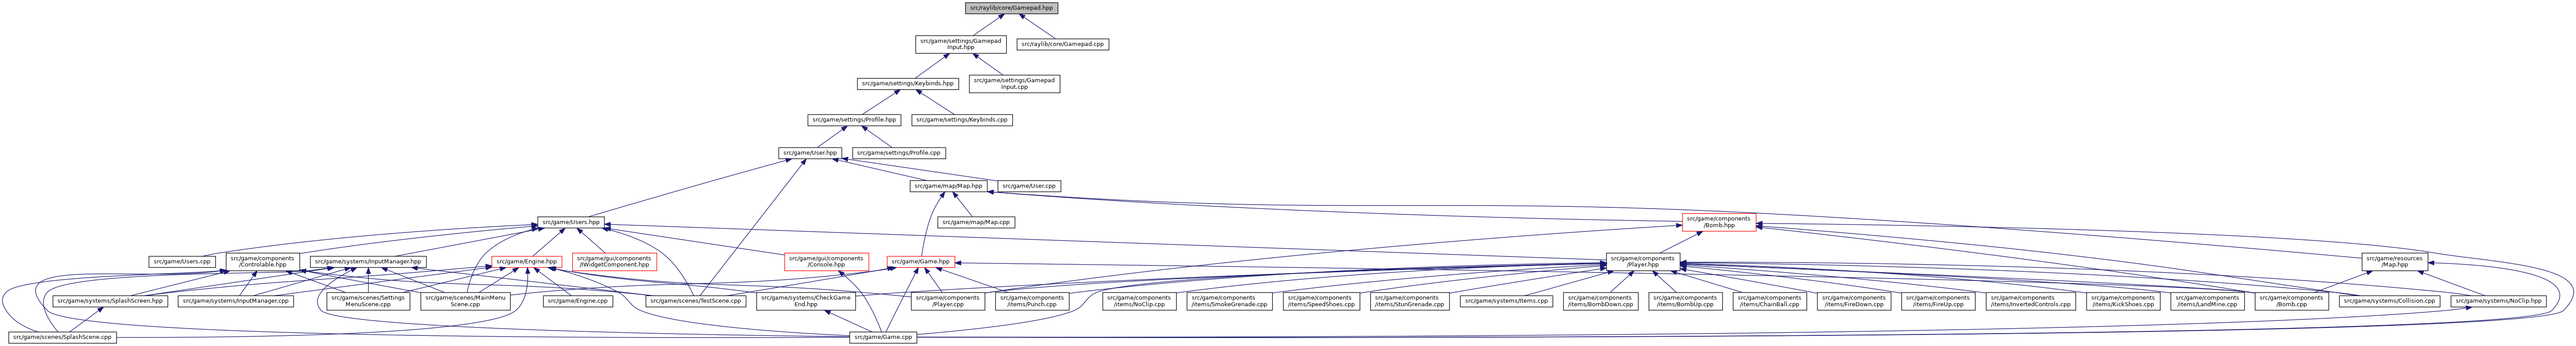 src/raylib/core/Gamepad.hpp
src/game/settings/Gamepad
Input.hpp
src/raylib/core/Gamepad.cpp
src/game/settings/Keybinds.hpp
src/game/settings/Gamepad
Input.cpp
src/game/settings/Profile.hpp
src/game/settings/Keybinds.cpp
src/game/User.hpp
src/game/settings/Profile.cpp
src/game/map/Map.hpp
src/game/User.cpp
src/game/Users.hpp
src/game/map/Map.cpp
src/game/components
/Bomb.hpp
src/game/Users.cpp
src/game/components
/Controlable.hpp
src/game/systems/InputManager.hpp
src/game/Engine.hpp
src/game/gui/components
/WidgetComponent.hpp
src/game/gui/components
/Console.hpp
src/game/Game.hpp
src/game/components
/Player.hpp
src/game/resources
/Map.hpp
src/game/systems/SplashScreen.hpp
src/game/systems/InputManager.cpp
src/game/scenes/Settings
MenuScene.cpp
src/game/scenes/MainMenu
Scene.cpp
src/game/Engine.cpp
src/game/scenes/TestScene.cpp
src/game/systems/CheckGame
End.hpp
src/game/components
/Player.cpp
src/game/components
/items/Punch.cpp
src/game/components
/items/NoClip.cpp
src/game/components
/items/SmokeGrenade.cpp
src/game/components
/items/SpeedShoes.cpp
src/game/components
/items/StunGrenade.cpp
src/game/systems/Items.cpp
src/game/components
/items/BombDown.cpp
src/game/components
/items/BombUp.cpp
src/game/components
/items/ChainBall.cpp
src/game/components
/items/FireDown.cpp
src/game/components
/items/FireUp.cpp
src/game/components
/items/InvertedControls.cpp
src/game/components
/items/KickShoes.cpp
src/game/components
/items/LandMine.cpp
src/game/components
/Bomb.cpp
src/game/systems/Collision.cpp
src/game/systems/NoClip.hpp
src/game/scenes/SplashScene.cpp
src/game/Game.cpp